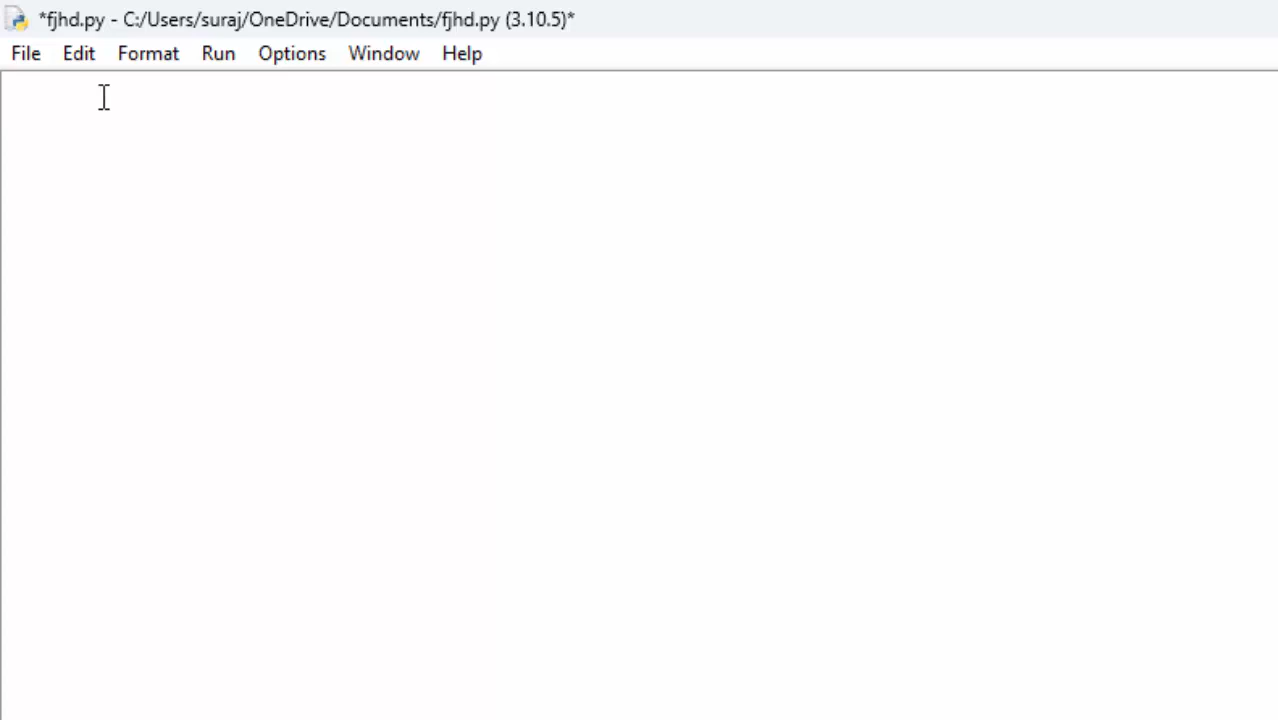 *fjhd.py - C:/Users/suraj/OneDrive/Documents/fjhd.py (3.10.5)*
File Edit Format Run Options Window Help